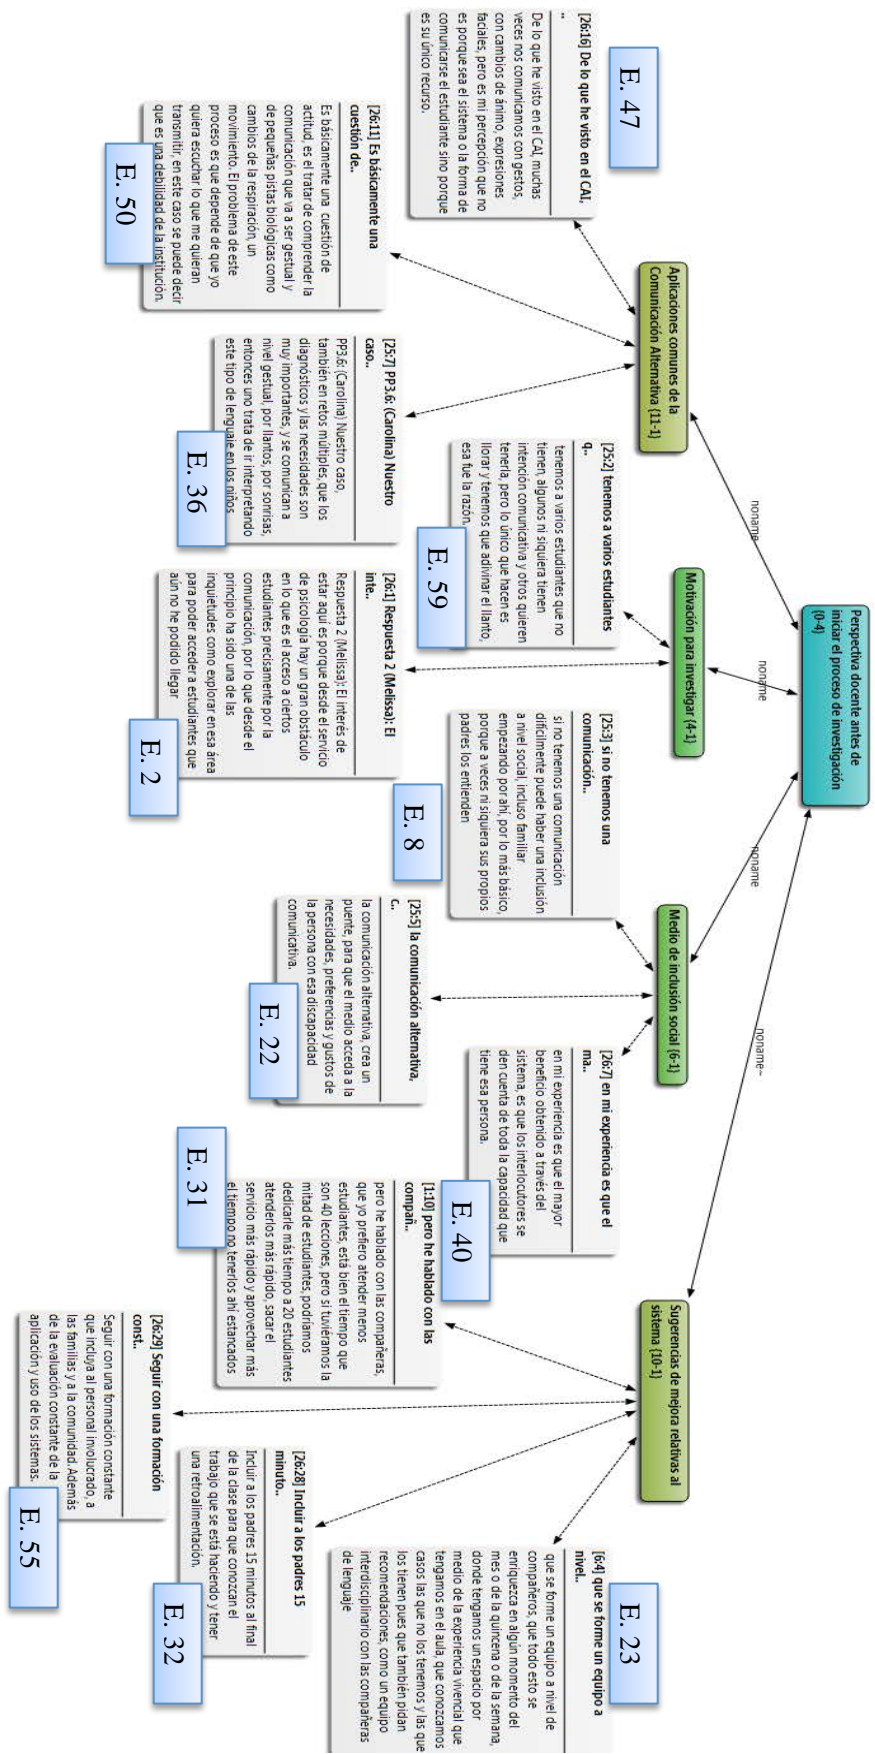 Perspectiva docente antes de
iniciar el proceso de investigación
{0-4}
noname
noname
noname
noname~
Aplicaciones comunes de la
Comunicación Alternativa {11-1}
Motivación para investigar {4-1}
Medio de inclusión social {6-1}
Sugerencias de mejora relativas al
sistema {10-1}
E. 47
[26:16] De lo que he visto en el CAI,
..
De lo que he visto en el CAI, muchas
veces nos comunicamos con gestos,
con cambios de ánimo, expresiones
faciales, pero es mi percepción que no
es porque sea el sistema o la forma de
comunicarse el estudiante sino porque
es su único recurso.
[26:11] Es básicamente una
cuestión de..
Es básicamente una cuestión de
actitud, es el tratar de comprender la
comunicación que va a ser gestual y
de pequeñas pistas biológicas como
cambios de la respiración, un
movimiento. El problema de este
proceso es que depende de que yo
quiera escuchar lo que me quieran
transmitir, en este caso se puede decir
que es una debilidad de la institución.
E. 50
[25:7] PP3.6: (Carolina) Nuestro
caso..
PP3.6: (Carolina) Nuestro caso,
también en retos múltiples, que los
diagnósticos y las necesidades son
muy importantes, y se comunican a
nivel gestual, por llantos, por sonrisas,
entonces uno trata de ir interpretando
este tipo de lenguaje en los niños
E. 36
[25:2] tenemos a varios estudiantes
q..
tenemos a varios estudiantes que no
tienen, algunos ni siquiera tienen
intención comunicativa y otros quieren
tenerla, pero lo único que hacen es
llorar y tenemos que adivinar el llanto,
esa fue la razón.
E. 59
[26:1] Respuesta 2 (Melissa): El
inte..
Respuesta 2 (Melissa): El interés de
estar aquí es porque desde el servicio
de psicología hay un gran obstáculo
en lo que es el acceso a ciertos
estudiantes precisamente por la
comunicación, por lo que desde el
principio ha sido una de las
inquietudes como explorar en esa área
para poder acceder a estudiantes que
aún no he podido llegar
E. 2
[25:3] si no tenemos una
comunicación..
si no tenemos una comunicación
difícilmente puede haber una inclusión
a nivel social, incluso familiar
empezando por ahí, por lo más básico,
porque a veces ni siquiera sus propios
padres los entienden
E. 8
[25:5] la comunicación alternativa,
c..
la comunicación alternativa, crea un
puente, para que el medio acceda a la
necesidades, preferencias y gustos de
la persona con esa discapacidad
comunicativa.
E. 22
[26:7] en mi experiencia es que el
ma..
en mi experiencia es que el mayor
beneficio obtenido a través del
sistema, es que los interlocutores se
den cuenta de toda la capacidad que
tiene esa persona.
E. 40
[1:10] pero he hablado con las
compañ..
pero he hablado con las compañeras,
que yo prefiero atender menos
estudiantes, está bien el tiempo que
son 40 lecciones, pero si tuviéramos la
mitad de estudiantes, podríamos
dedicarle más tiempo a 20 estudiantes
atenderlos más rápido, sacar el
servicio más rápido y aprovechar más
el tiempo no tenerlos ahí estancados
E. 31
[26:29] Seguir con una formación
const..
Seguir con una formación constante
que incluya al personal involucrado, a
las familias y a la comunidad. Además
de la evaluación constante de la
aplicación y uso de los sistemas.
E. 55
[26:28] Incluir a los padres 15
minuto..
Incluir a los padres 15 minutos al final
de la clase para que conozcan el
trabajo que se está haciendo y tener
una retroalimentación.
E. 32
E. 23
[6:4] que se forme un equipo a
nivel..
que se forme un equipo a nivel de
compañeros, que todo esto se
enriquezca en algún momento del
mes o de la quincena o de la semana,
donde tengamos un espacio por
medio de la experiencia vivencial que
tengamos en el aula, que conozcamos
casos las que no los tenemos y las que
los tienen pues que también pidan
recomendaciones, como un equipo
interdisciplinario con las compañeras
de lenguaje